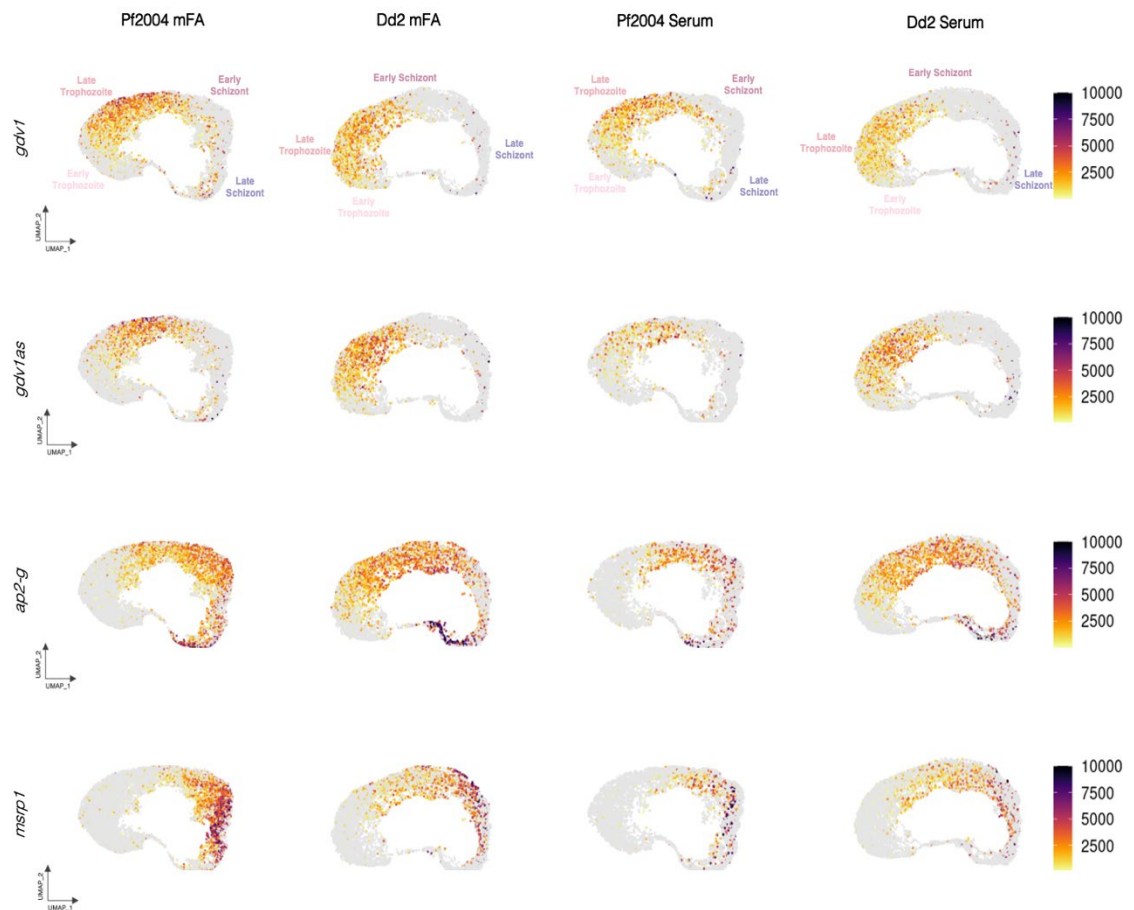 Pf2004 mFA
Dd2 mFA
Pf2004 Serum
Dd2 Serum
gdv1
Late
Trophozoite
Early
Schizont
Early
Trophozoite
Late
Schizont
Early Schizont
Late
Trophozoite
Late
Schizont
Early
Trophozoite
Late
Trophozoite
Early
Schizont
Early
Trophozoite
Late
Schizont
Early Schizont
Late
Trophozoite
Late
Schizont
Early
Trophozoite
10000
7500
5000
2500
UMAP_2
UMAP_1
gdv1as
10000
7500
5000
2500
UMAP_2
UMAP_1
ap2-g
10000
7500
5000
2500
UMAP_2
UMAP_1
msrp1
10000
7500
5000
2500
UMAP_2
UMAP_1